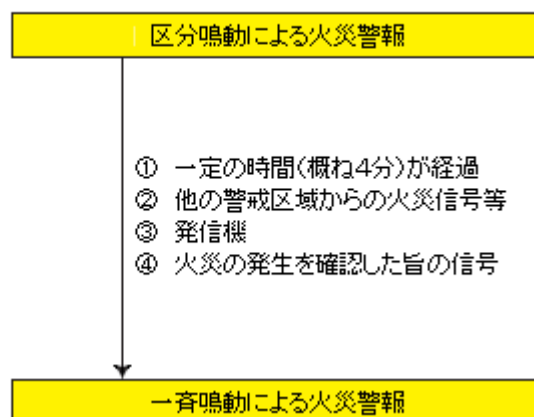 区分鳴動による火災警報
① 一定の時間(概ね4分)が経過
② 他の警戒区域からの火災信号等
③ 発信機
④ 火災の発生を確認した旨の信号
一斉鳴動による火災警報